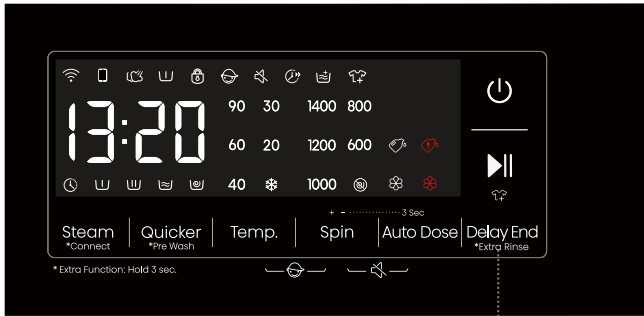 90 30 1400 800
13:20
60 20 1200 600
40 1000
+ - 3 Sec
Steam Quicker Temp. Spin Auto Dose Delay End
*Connect *Pre Wash *Extra Rinse
* Extra Function: Hold 3 sec.